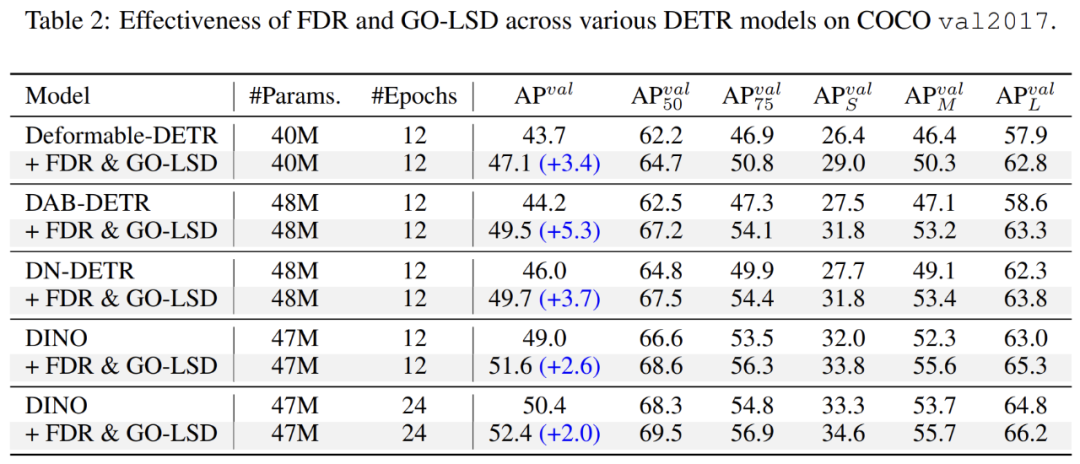 Table 2: Effectiveness of FDR and GO-LSD across various DETR models on COCO val2017.
Model #Params. #Epochs AP^val AP^val_50 AP^val_75 AP^val_S AP^val_M AP^val_L
Deformable-DETR 40M 12 43.7 62.2 46.9 26.4 46.4 57.9
+ FDR & GO-LSD 40M 12 47.1 (+3.4) 64.7 50.8 29.0 50.3 62.8
DAB-DETR 48M 12 44.2 62.5 47.3 27.5 47.1 58.6
+ FDR & GO-LSD 48M 12 49.5 (+5.3) 67.2 54.1 31.8 53.2 63.3
DN-DETR 48M 12 46.0 64.8 49.9 27.7 49.1 62.3
+ FDR & GO-LSD 48M 12 49.7 (+3.7) 67.5 54.4 31.8 53.4 63.8
DINO 47M 12 49.0 66.6 53.5 32.0 52.3 63.0
+ FDR & GO-LSD 47M 12 51.6 (+2.6) 68.6 56.3 33.8 55.6 65.3
DINO 47M 24 50.4 68.3 54.8 33.3 53.7 64.8
+ FDR & GO-LSD 47M 24 52.4 (+2.0) 69.5 56.9 34.6 55.7 66.2